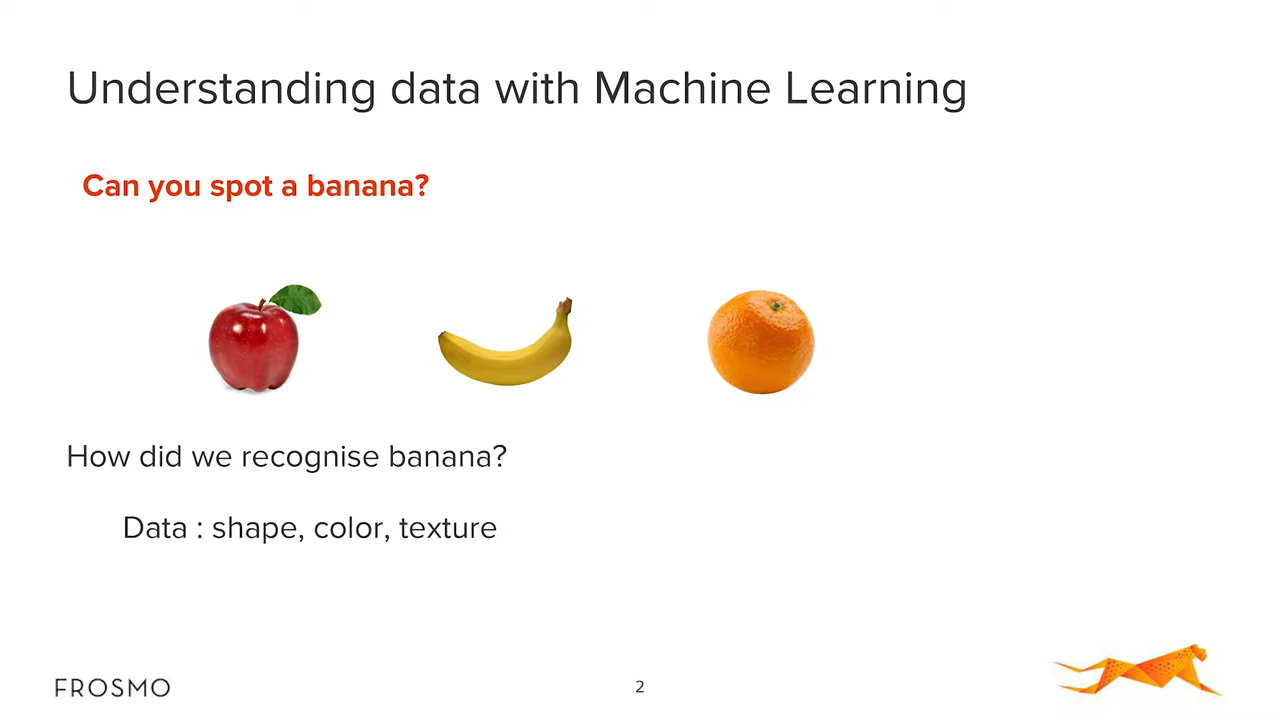 Understanding data with Machine Learning
Can you spot a banana?
How did we recognise banana?
Data : shape, color, texture
FROSMO
2